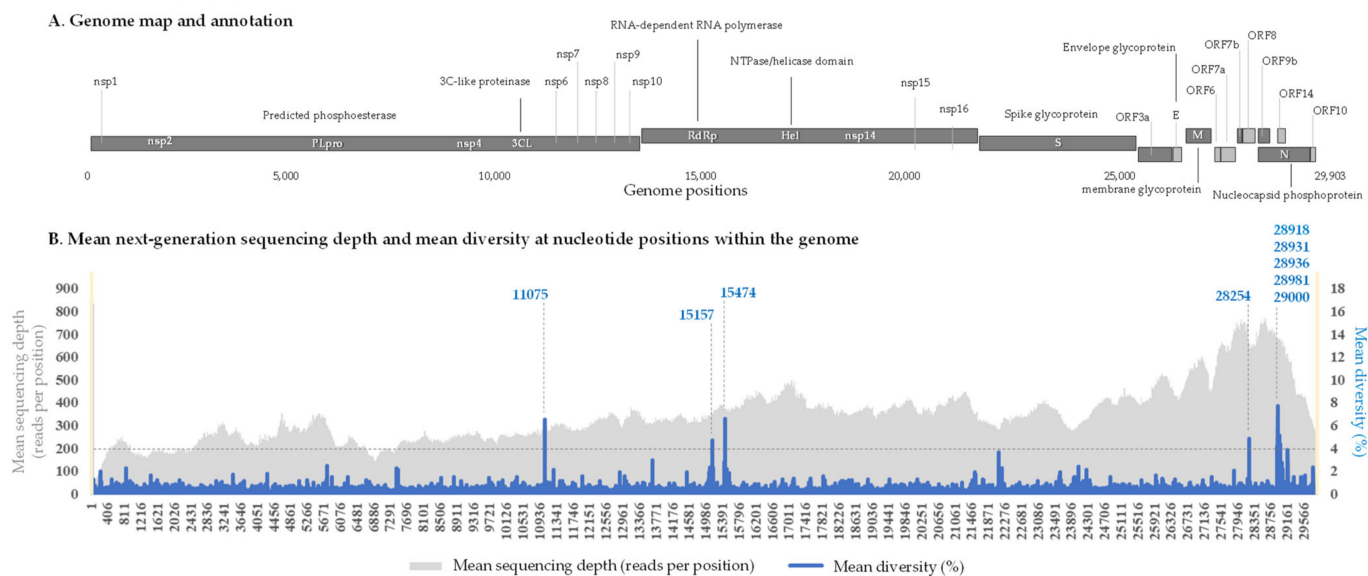 A. Genome map and annotation
RNA-dependent RNA polymerase
nsp1
3C-like proteinase
nsp6
nsp7
nsp8
nsp9
nsp10
NTPase/helicase domain
nsp15
nsp16
Envelope glycoprotein
ORF7b
ORF8
ORF7a
ORF9b
ORF6
ORF14
ORF3a
E
ORF10
Predicted phosphoesterase
Spike glycoprotein
nsp2
PLpro
nsp4
3CL
RdRp
Hel
nsp14
S
M
N
0
5,000
10,000
15,000
20,000
25,000
29,903
Genome positions
membrane glycoprotein
Nucleocapsid phosphoprotein
B. Mean next-generation sequencing depth and mean diversity at nucleotide positions within the genome
28918
28931
28936
28981
29000
11075
15157
15474
28254
Mean sequencing depth
(reads per position)
900
800
700
600
500
400
300
200
100
0
18
16
14
12
10
8
6
4
2
0
Mean diversity
(%)
1
406
811
1216
1621
2026
2431
2836
3241
3646
4051
4456
4861
5266
5671
6076
6481
6886
7291
7696
8101
8506
8911
9316
9721
10126
10531
10936
11341
11746
12151
12556
12961
13366
13771
14176
14581
14986
15391
15796
16201
16606
17011
17416
17821
18226
18631
19036
19441
19846
20251
20656
21061
21466
21871
22276
22681
23086
23491
23896
24301
24706
25111
25516
25921
26326
26731
27136
27541
27946
28351
28756
29161
29566
Mean sequencing depth (reads per position)
Mean diversity (%)